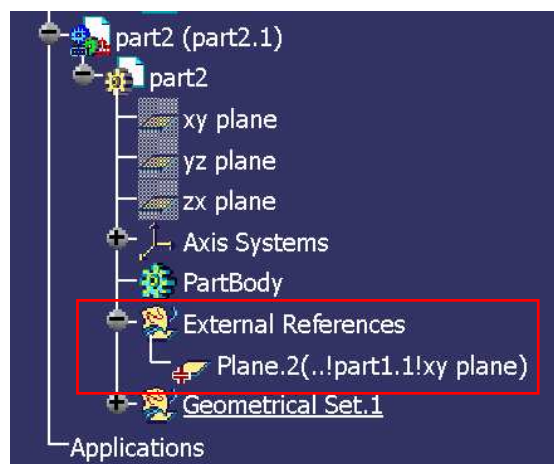 part2 (part2.1)
part2
xy plane
yz plane
zx plane
Axis Systems
PartBody
External References
Plane.2(..!part1.1!xy plane)
Geometrical Set.1
Applications